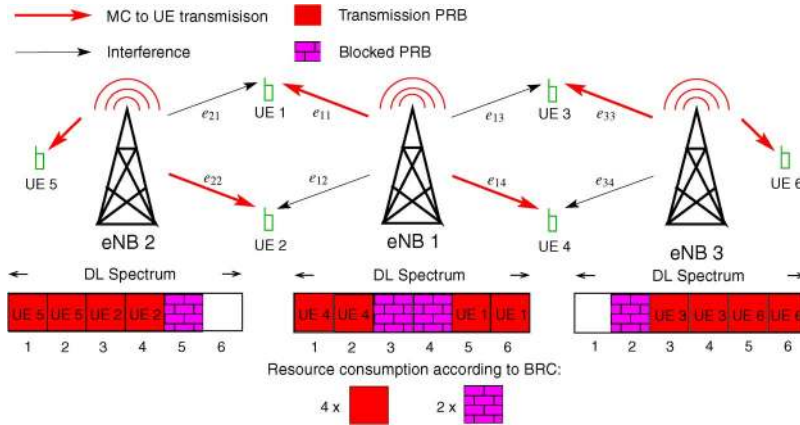 MC to UE transmisison Transmission PRB
Interference Blocked PRB
UE 1 UE 3
e21 e11 e13 e33
UE 5 UE 6
e22 e12 e14 e34
UE 2 UE 4
eNB 2 eNB 1 eNB 3
DL Spectrum DL Spectrum DL Spectrum
UE 5 UE 5 UE 2 UE 2 UE 4 UE 4 UE 1 UE 1 UE 3 UE 3 UE 6 UE 6
1 2 3 4 5 6 1 2 3 4 5 6 1 2 3 4 5 6
Resource consumption according to BRC:
4 x 2 x